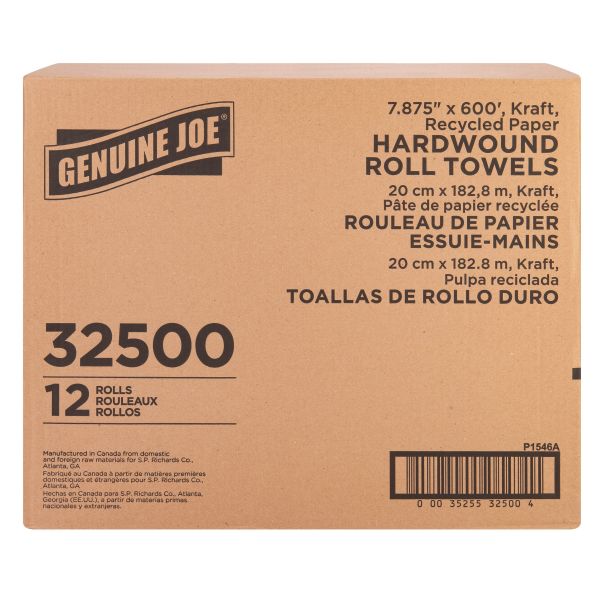 GENUINE JOE
7.875" x 600', Kraft,
Recycled Paper
HARDWOUND
ROLL TOWELS
20 cm x 182,8 m, Kraft,
Pâte de papier recyclée
ROULEAU DE PAPIER
ESSUIE-MAINS
20 cm x 182.8 m, Kraft,
Pulpa reciclada
TOALLAS DE ROLLO DURO
32500
12 ROLLS
ROULEAUX
ROLLOS
Manufactured in Canada from domestic
and foreign raw materials for S.P. Richards Co.,
Atlanta, GA
Fabriqué au Canada à partir de matières premières
domestiques et étrangères pour S.P. Richards Co.,
Atlanta, GA
Hechas en Canada para S.P. Richards Co., Atlanta,
Georgia (EE.UU.), a partir de materias primas
nacionales y extranjeras.
P1546A
0 00 35255 32500 4